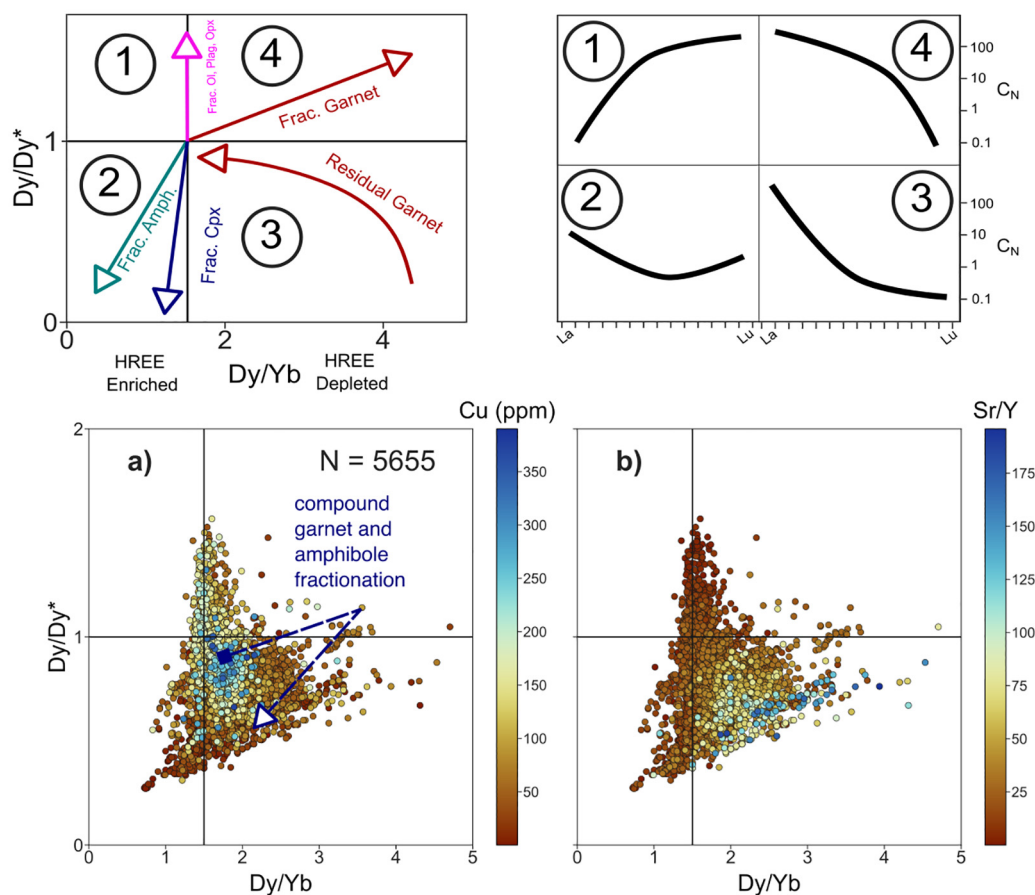 1
4
Frac. Ol, Plag, Opx
Frac. Garnet
1
Dy/Dy*
2
Frac. Amph.
Frac. Cpx
3
Residual Garnet
0
0
2
4
HREE
Enriched
Dy/Yb
HREE
Depleted
1
4
100
10
1
0.1
C_N
2
3
100
10
1
0.1
C_N
La
Lu
La
Lu
Cu (ppm)
2
a)
N = 5655
compound
garnet and
amphibole
fractionation
Dy/Dy*
1
0
0
1
2
3
4
5
Dy/Yb
350
300
250
200
150
100
50
Sr/Y
b)
0
1
2
3
4
5
Dy/Yb
175
150
125
100
75
50
25